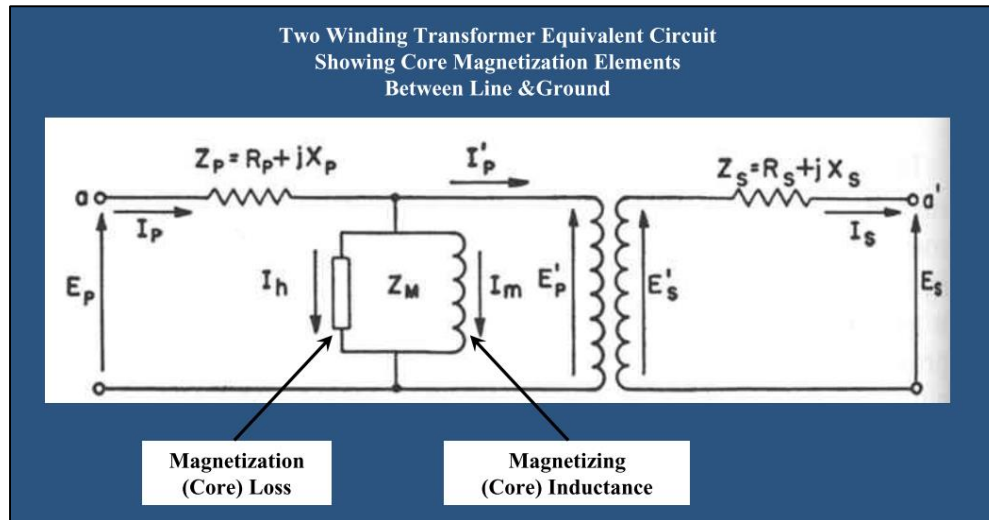 Two Winding Transformer Equivalent Circuit
Showing Core Magnetization Elements
Between Line &Ground
Z_P = R_P + jX_P
I'_P
Z_S = R_S + jX_S
a
a'
I_P
I_S
E_P
I_h
Z_M
I_m
E'_P
E'_S
E_S
Magnetization
(Core) Loss
Magnetizing
(Core) Inductance